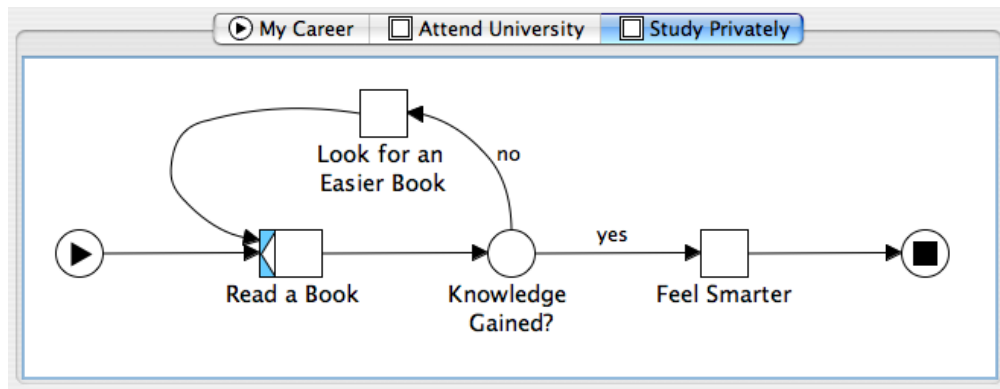 My Career
Attend University
Study Privately
Look for an
Easier Book
no
Read a Book
Knowledge
Gained?
yes
Feel Smarter